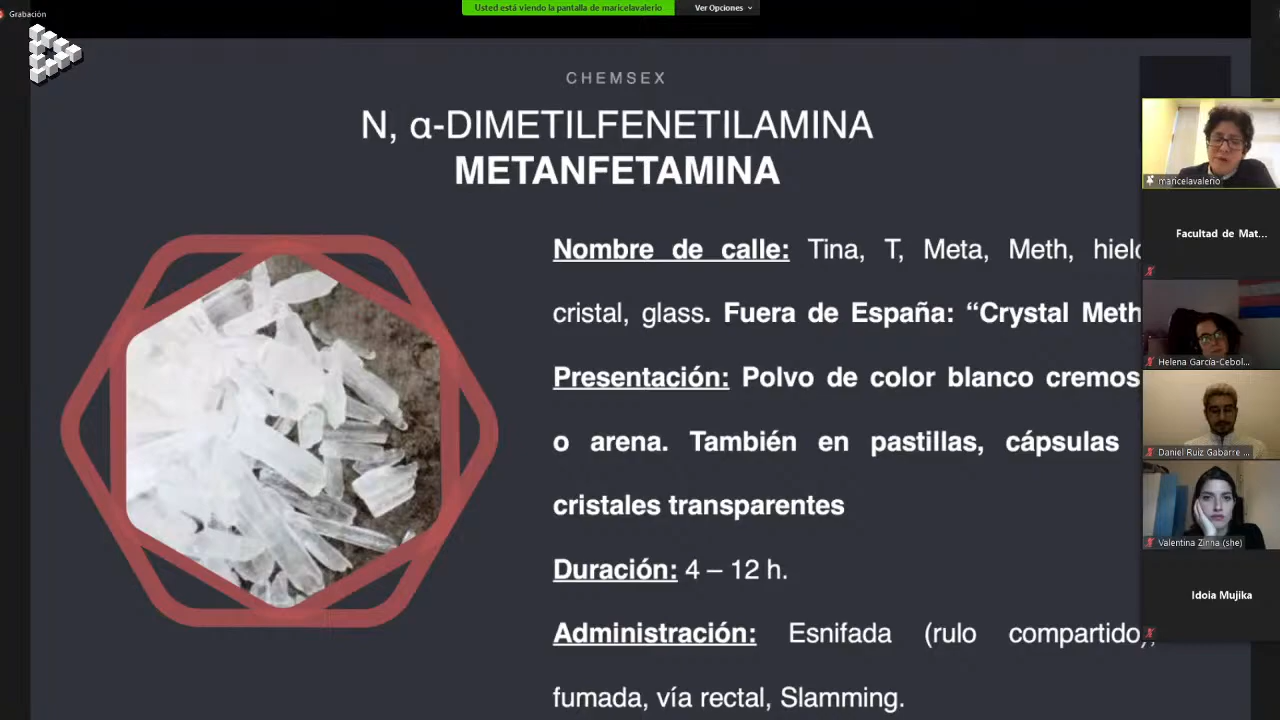 Grabación
Usted está viendo la pantalla de maricelavalerio
Ver Opciones
CHEMSEX
N, α-DIMETILFENETILAMINA
METANFETAMINA
Nombre de calle: Tina, T, Meta, Meth, hielo
cristal, glass. Fuera de España: “Crystal Meth
Presentación: Polvo de color blanco cremos
o arena. También en pastillas, cápsulas
cristales transparentes
Duración: 4 – 12 h.
Administración: Esnifada (rulo compartido),
fumada, vía rectal, Slamming.
maricelavalerio
Facultad de Mat...
Helena García-Cebol...
Daniel Ruiz Gabarre ...
Valentina Zinna (she)
Idoia Mujika